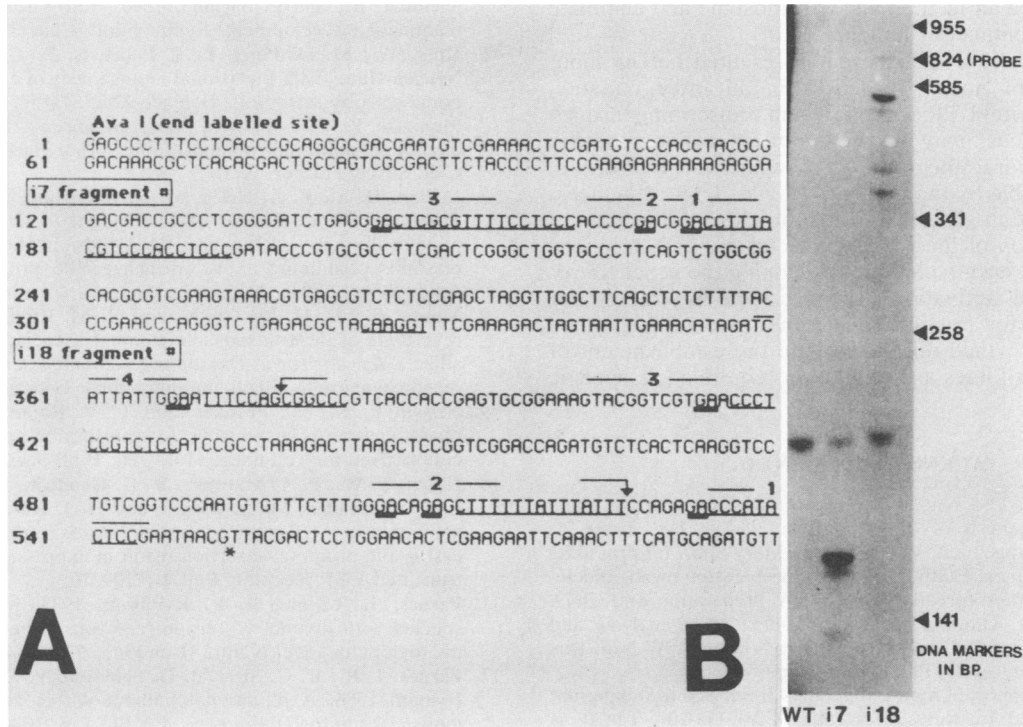 Ava I (end labelled site)
1 GAGCCCTTTCCTCACCCGCAGGGCGACGAATGTCGAAAACTCCGATGTCCCACCTACGCG
61 GACAAACGCTCACACGACTGCCAGTCGCGACTTCTACCCCTTCCGAAGAGAAAAAGAGGA
i7 fragment #
3 2 1
121 GACGACCGCCCTCGGGGATCTGAGGGACTCGCGTTTTCCTCCCACCCCGACGGACCTTTA
181 CGTCCCACCTCCCGATACCCGTGCGCCTTCGACTCGGGCTGGTGCCCTTCAGTCTGGCGG
241 CACGCGTCGAAGTAAACGTGAGCGTCTCTCCGAGCTAGGTTGGCTTCAGCTCTCTTTTAC
301 CCGAACCCAGGGTCTGAGACGCTACAAGGTTTCGAAAGACTAGTAATTGAAACATAGATC
i18 fragment #
4 3
361 ATTATTGGAATTTCCAGCGGCCCGTCACCACCGAGTGCGGAAAGTACGGTCGTGAACCCT
421 CCGTCTCCATCCGCCTAAAGACTTAAGCTCCGGTCGGACCAGATGTCTCACTCAAGGTCC
2 1
481 TGTCGGTCCCAATGTGTTTCTTTGGGACAGAGCTTTTTTATTTATTTCCAGAGACCCATA
541 CTCCGAATAACGTTACGACTCCTGGAACACTCGAAGAATTCAAACTTTCATGCAGATGTT
*
A
955
824 (PROBE
585
341
258
141
DNA MARKERS
IN BP.
B
WT i7 i18